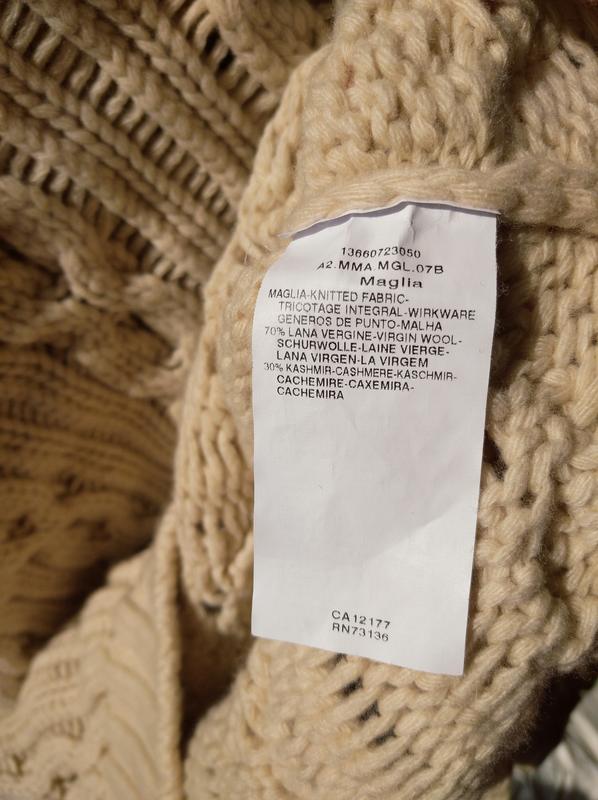 13660723050
A2.MMA.MGL.07B
Maglia
MAGLIA-KNITTED FABRIC-
TRICOTAGE INTEGRAL-WIRKWARE
GENEROS DE PUNTO-MALHA
70% LANA VERGINE-VIRGIN WOOL-
SCHURWOLLE-LAINE VIERGE-
LANA VIRGEN-LA VIRGEM
30% KASHMIR-CASHMERE-KASCHMIR-
CACHEMIRE-CAXEMIRA-
CACHEMIRA
CA12177
RN73136